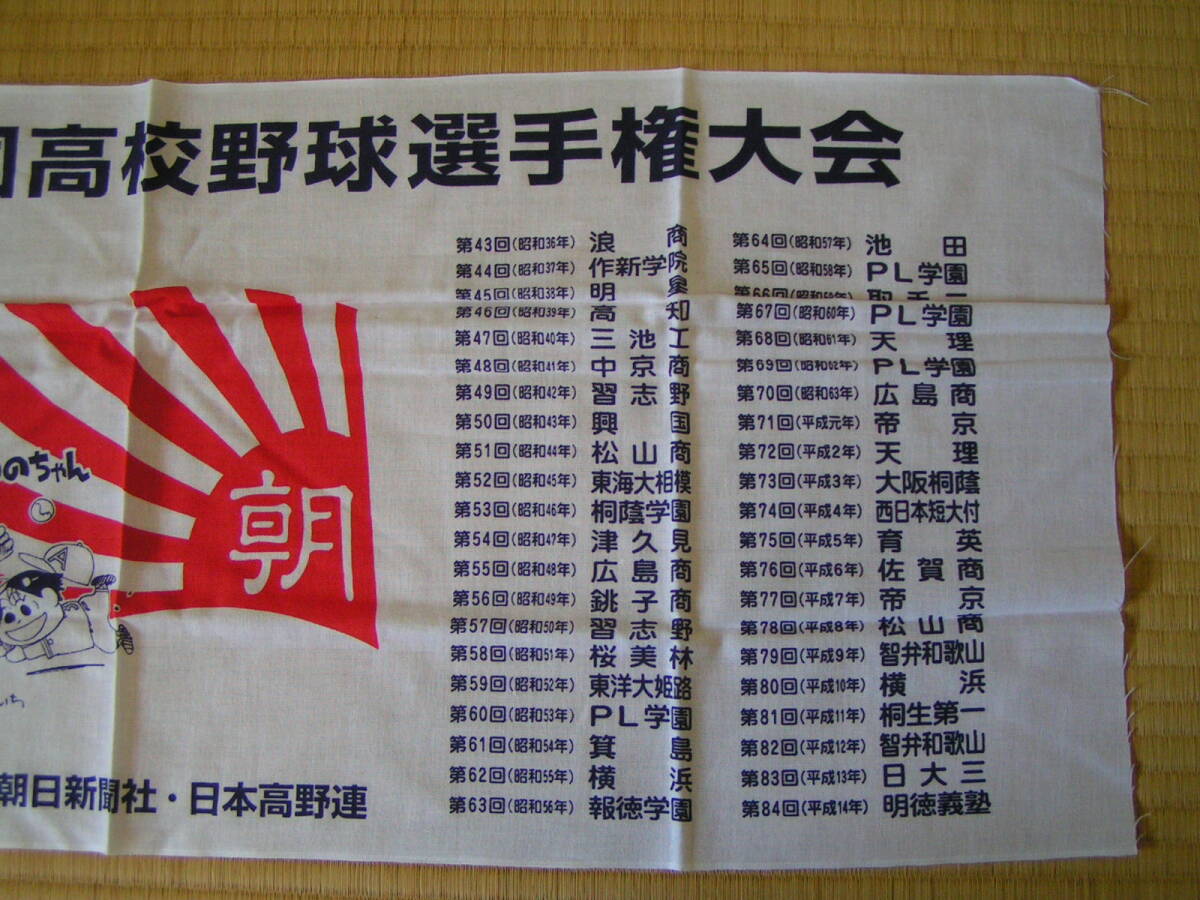 高校野球選手権大会
第43回(昭和36年) 浪商
第44回(昭和37年) 作新学院
第45回(昭和38年) 明星
第46回(昭和39年) 高知
第47回(昭和40年) 三池工
第48回(昭和41年) 中京商
第49回(昭和42年) 習志野
第50回(昭和43年) 興国
第51回(昭和44年) 松山商
第52回(昭和45年) 東海大相模
第53回(昭和46年) 桐蔭学園
第54回(昭和47年) 津久見
第55回(昭和48年) 広島商
第56回(昭和49年) 銚子商
第57回(昭和50年) 習志野
第58回(昭和51年) 桜美林
第59回(昭和52年) 東洋大姫路
第60回(昭和53年) PL学園
第61回(昭和54年) 箕島
第62回(昭和55年) 横浜
第63回(昭和56年) 報徳学園
第64回(昭和57年) 池田
第65回(昭和58年) PL学園
第66回(昭和59年) 取手二
第67回(昭和60年) PL学園
第68回(昭和61年) 天理
第69回(昭和62年) PL学園
第70回(昭和63年) 広島商
第71回(平成元年) 帝京
第72回(平成2年) 天理
第73回(平成3年) 大阪桐蔭
第74回(平成4年) 西日本短大付
第75回(平成5年) 育英
第76回(平成6年) 佐賀商
第77回(平成7年) 帝京
第78回(平成8年) 松山商
第79回(平成9年) 智弁和歌山
第80回(平成10年) 横浜
第81回(平成11年) 桐生第一
第82回(平成12年) 智弁和歌山
第83回(平成13年) 日大三
第84回(平成14年) 明徳義塾
朝
のちゃん
いち
朝日新聞社・日本高野連